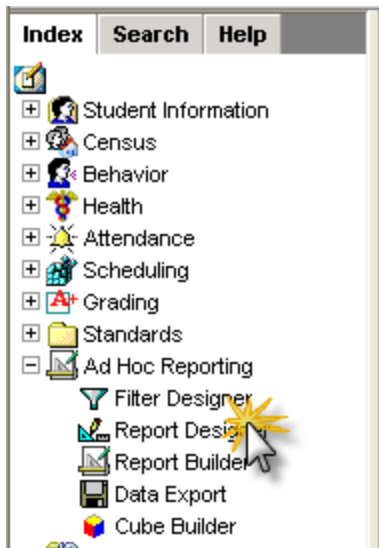 Index Search Help
Student Information
Census
Behavior
Health
Attendance
Scheduling
A+ Grading
Standards
Ad Hoc Reporting
Filter Designer
Report Designer
Report Builder
Data Export
Cube Builder